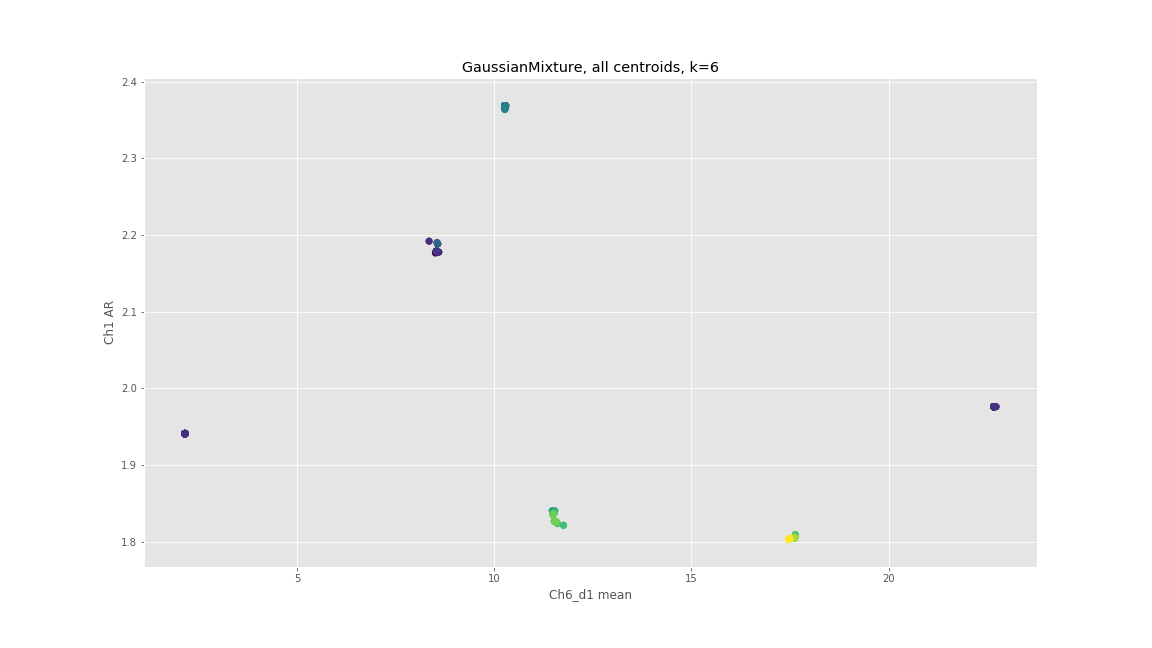 GaussianMixture, all centroids, k=6
2.4
2.3
2.2
2.1
2.0
1.9
1.8
Ch1 AR
5 10 15 20
Ch6_d1 mean